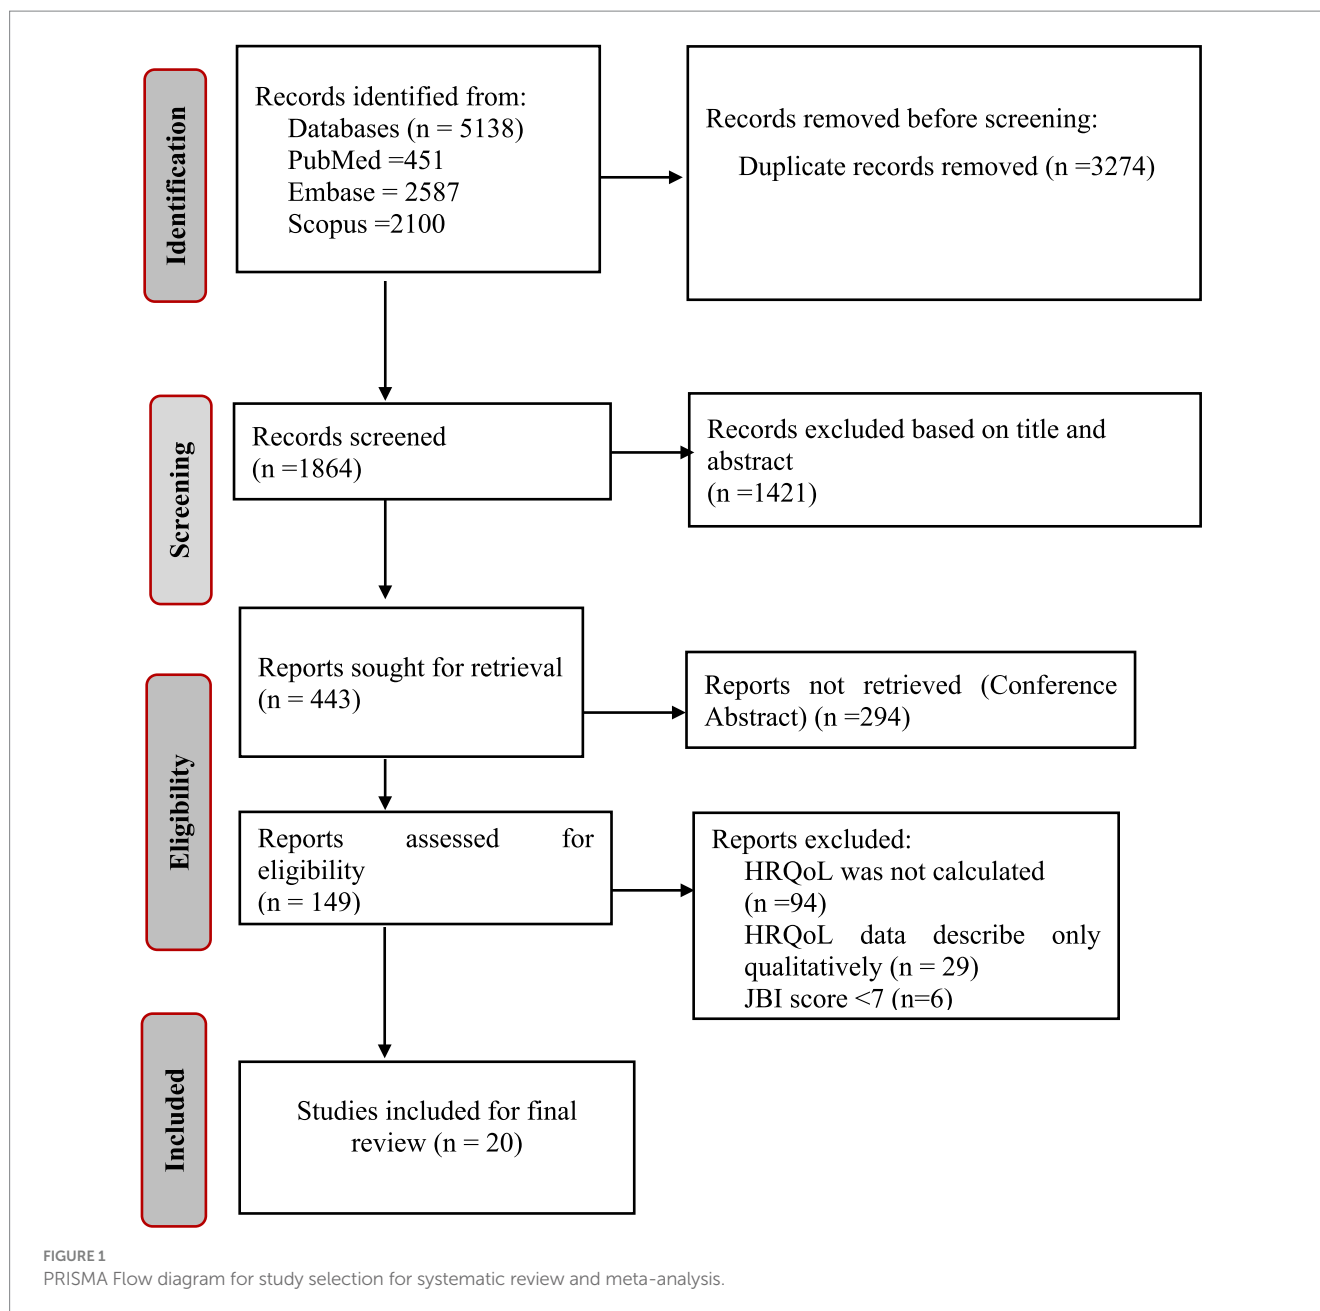 Identification
Records identified from:
Databases (n = 5138)
PubMed =451
Embase = 2587
Scopus =2100
Records removed before screening:
Duplicate records removed (n =3274)
Screening
Records screened
(n =1864)
Records excluded based on title and
abstract
(n =1421)
Eligibility
Reports sought for retrieval
(n = 443)
Reports not retrieved (Conference
Abstract) (n =294)
Reports assessed for
eligibility
(n = 149)
Reports excluded:
HRQoL was not calculated
(n =94)
HRQoL data describe only
qualitatively (n = 29)
JBI score <7 (n=6)
Included
Studies included for final
review (n = 20)
FIGURE 1
PRISMA Flow diagram for study selection for systematic review and meta-analysis.